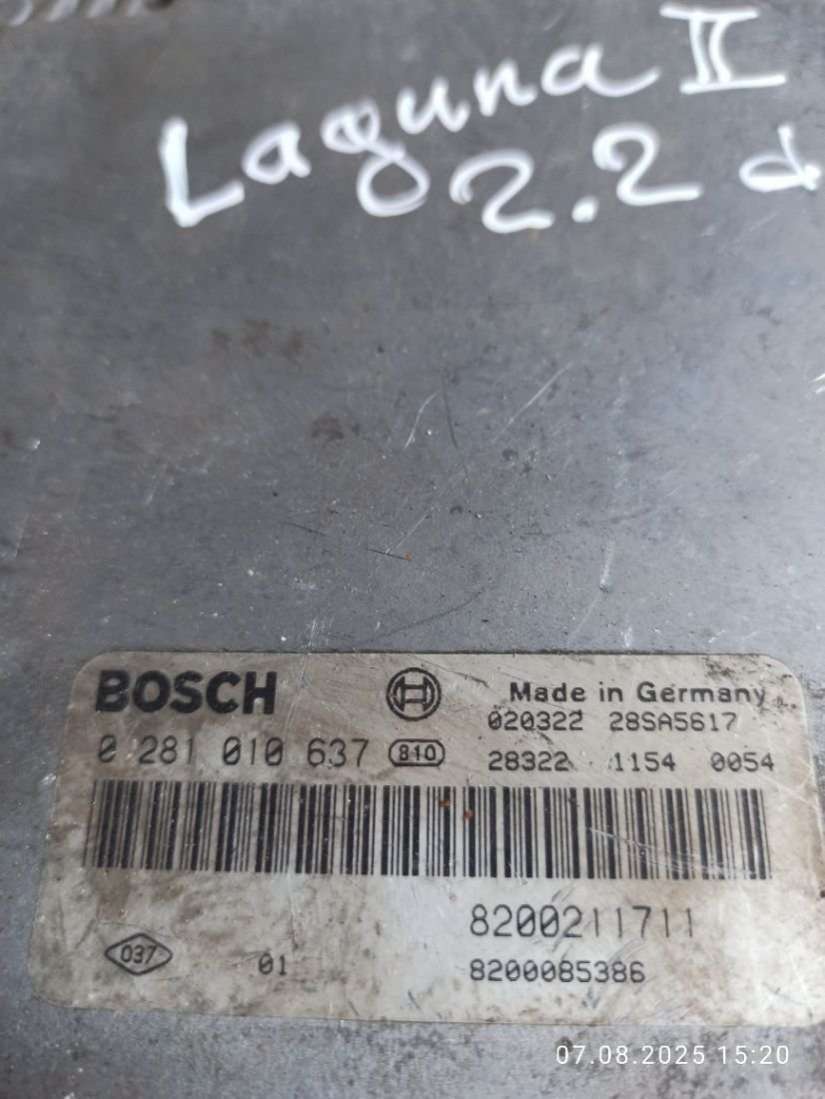 Laguna II
2.2 d
BOSCH
Made in Germany
020322 28SA5617
0 281 010 637 810
28322 1154 0054
8200211711
037 01
8200085386
07.08.2025 15:20